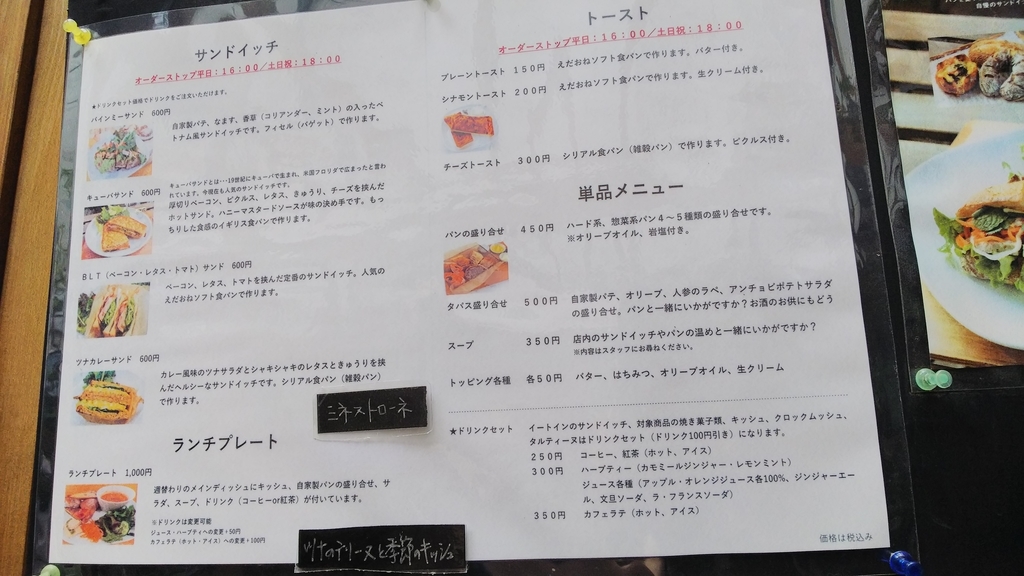 サンドイッチ
オーダーストップ平日：16:00／土日祝：18:00
★ドリンクセット価格でドリンクをご注文いただけます。
バインミーサンド 600円
自家製パテ、なます、香草（コリアンダー、ミント）の入ったベ
トナム風サンドイッチです。フィセル（バゲット）で作ります。
キューバサンド 600円
キューバサンドとは・・・19世紀にキューバで生まれ、米国フロリダで広まったと言わ
れています。今現在も人気のサンドイッチです。
厚切りベーコン、ピクルス、レタス、きゅうり、チーズを挟んだ
ホットサンド。ハニーマスタードソースが味の決め手です。もっ
ちりした食感のイギリス食パンで作ります。
BLT（ベーコン・レタス・トマト）サンド 600円
ベーコン、レタス、トマトを挟んだ定番のサンドイッチ。人気の
えだおねソフト食パンで作ります。
ツナカレーサンド 600円
カレー風味のツナサラダとシャキシャキのレタスときゅうりを挟
んだヘルシーなサンドイッチです。シリアル食パン（雑穀パン）
で作ります。
ミネストローネ
ランチプレート
ランチプレート 1,000円
週替わりのメインディッシュにキッシュ、自家製パンの盛り合せ、サ
ラダ、スープ、ドリンク（コーヒーor紅茶）が付いています。
※ドリンクは変更可能
ジュース・ハーブティへの変更＋50円
カフェラテ（ホット・アイス）への変更＋100円
季節のキッシュ
トースト
オーダーストップ平日：16:00／土日祝：18:00
プレーントースト 150円 えだおねソフト食パンで作ります。バター付き。
シナモントースト 200円 えだおねソフト食パンで作ります。生クリーム付き。
チーズトースト 300円 シリアル食パン（雑穀パン）で作ります。ピクルス付き。
単品メニュー
パンの盛り合せ 450円 ハード系、惣菜系パン4～5種類の盛り合せです。
※オリーブオイル、岩塩付き。
タパス盛り合せ 500円 自家製パテ、オリーブ、人参のラペ、アンチョビポテトサラダ
の盛り合せ。パンと一緒にいかがですか？お酒のお供にもどう
スープ 350円 店内のサンドイッチやパンの温めと一緒にいかがですか？
※内容はスタッフにお尋ねください。
トッピング各種 各50円 バター、はちみつ、オリーブオイル、生クリーム
★ドリンクセット イートインのサンドイッチ、対象商品の焼き菓子類、キッシュ、クロックムッシュ、
タルティーヌはドリンクセット（ドリンク100円引き）になります。
250円 コーヒー、紅茶（ホット、アイス）
300円 ハーブティー（カモミールジンジャー・レモンミント）
ジュース各種（アップル・オレンジジュース各100%、ジンジャーエー
ル、文旦ソーダ、ラ・フランスソーダ）
350円 カフェラテ（ホット、アイス）
価格は税込み
自慢のサンドイ